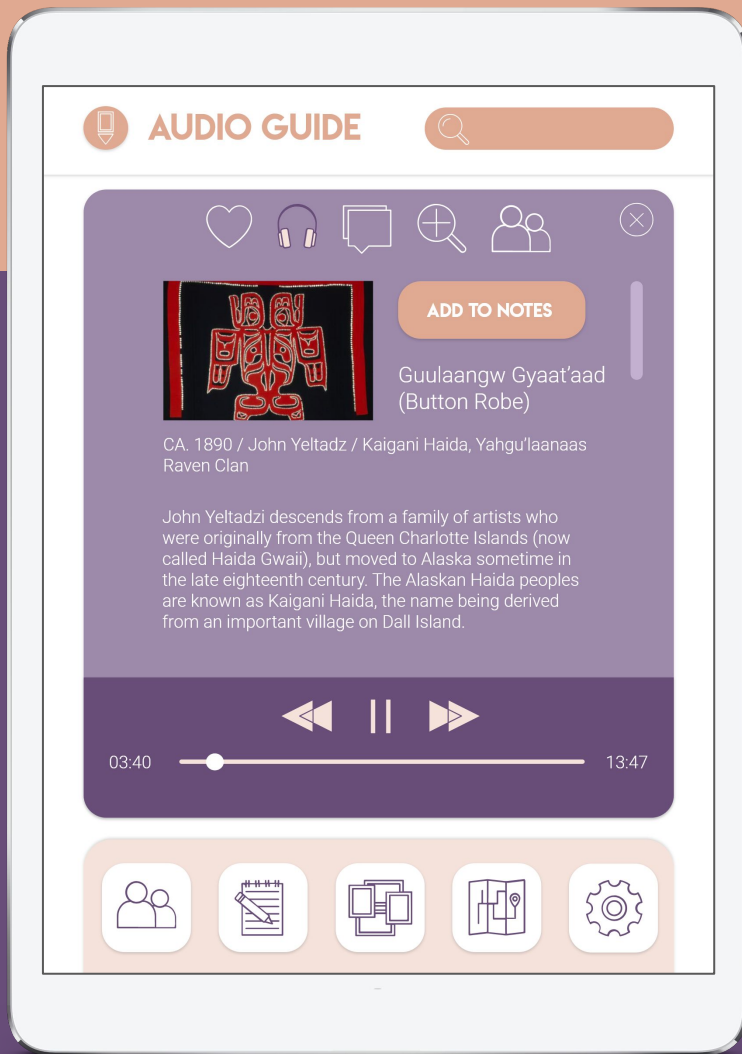 AUDIO GUIDE
ADD TO NOTES
Guulaangw Gyaat’aad
(Button Robe)
CA. 1890 / John Yeltadz / Kaigani Haida, Yahgu’laanaas
Raven Clan
John Yeltadzi descends from a family of artists who
were originally from the Queen Charlotte Islands (now
called Haida Gwaii), but moved to Alaska sometime in
the late eighteenth century. The Alaskan Haida peoples
are known as Kaigani Haida, the name being derived
from an important village on Dall Island.
03:40
13:47